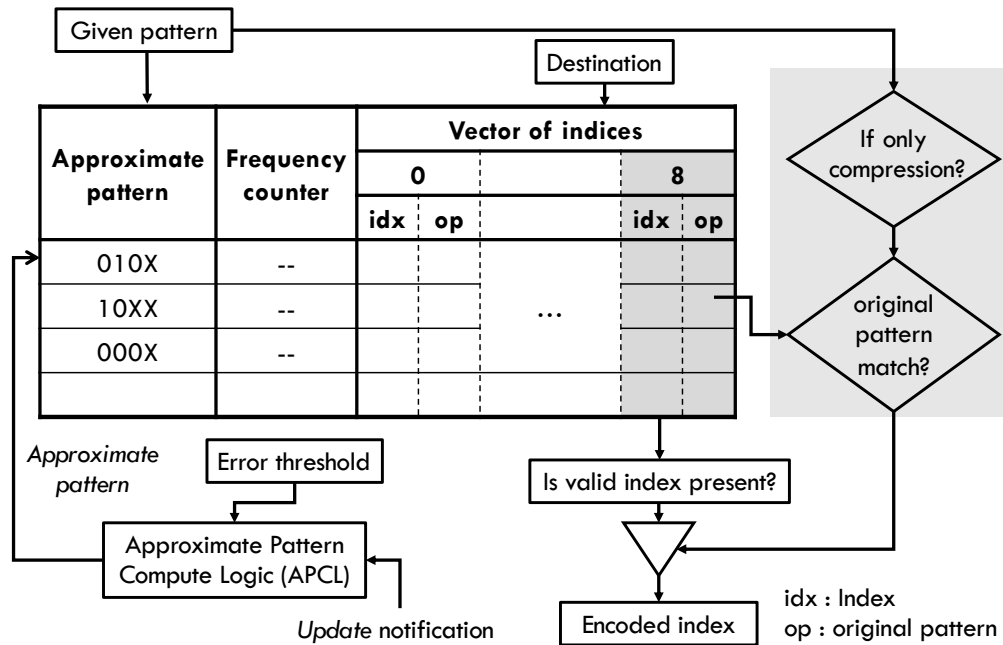 Given pattern
Destination
Vector of indices
Approximate
pattern
Frequency
counter
0
8
idx
op
idx
op
010X
--
10XX
--
...
000X
--
If only
compression?
original
pattern
match?
Approximate
pattern
Error threshold
Is valid index present?
Approximate Pattern
Compute Logic (APCL)
Update notification
Encoded index
idx : Index
op : original pattern